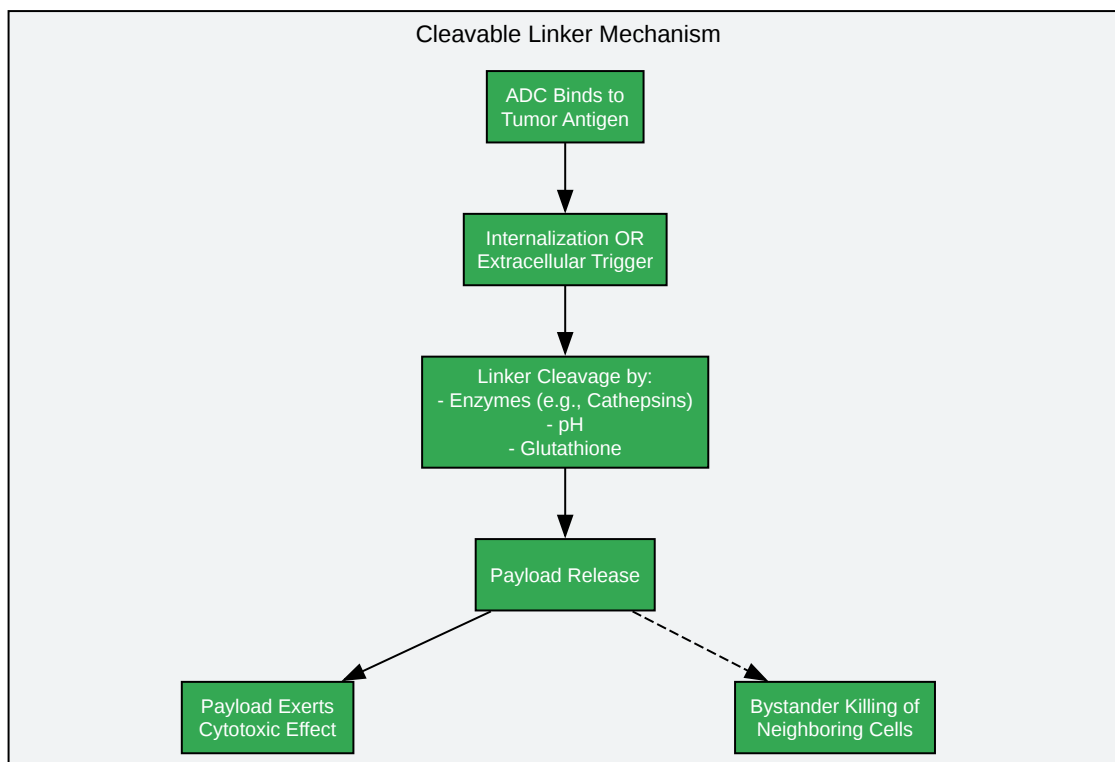 Cleavable Linker Mechanism
ADC Binds to
Tumor Antigen
Internalization OR
Extracellular Trigger
Linker Cleavage by:
- Enzymes (e.g., Cathepsins)
- pH
- Glutathione
Payload Release
Payload Exerts
Cytotoxic Effect
Bystander Killing of
Neighboring Cells